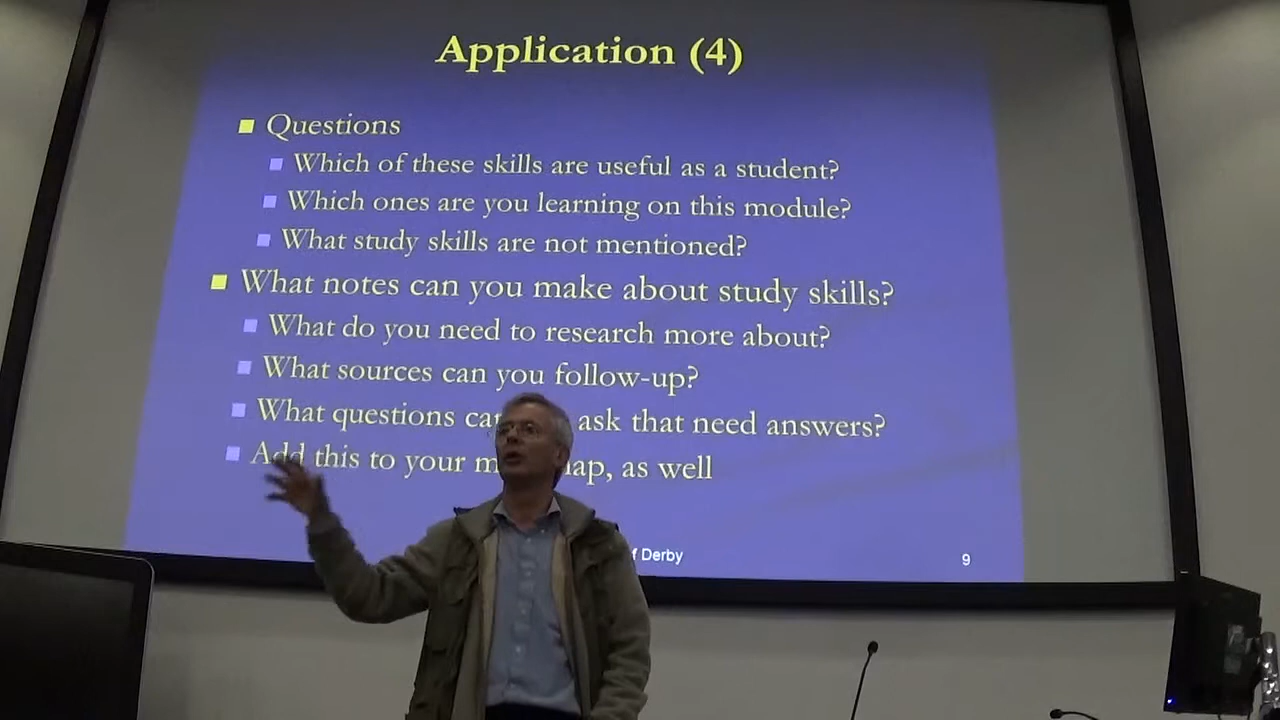 Application (4)
Questions
Which of these skills are useful as a student?
Which ones are you learning on this module?
What study skills are not mentioned?
What notes can you make about study skills?
What do you need to research more about?
What sources can you follow-up?
What questions ask that need answers?
Add this to your as well
Derby
9